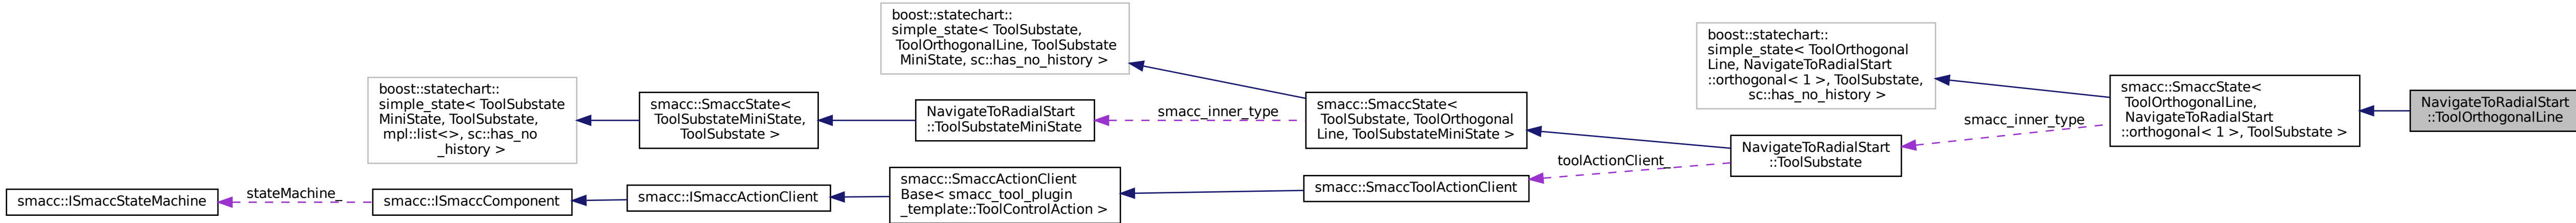 boost::statechart::
simple_state< ToolSubstate,
ToolOrthogonalLine, ToolSubstate
MiniState, sc::has_no_history >
boost::statechart::
simple_state< ToolOrthogonal
Line, NavigateToRadialStart
::orthogonal< 1 >, ToolSubstate,
sc::has_no_history >
boost::statechart::
simple_state< ToolSubstate
MiniState, ToolSubstate,
mpl::list<>, sc::has_no
_history >
smacc::SmaccState<
ToolSubstateMiniState,
ToolSubstate >
NavigateToRadialStart
::ToolSubstateMiniState
smacc_inner_type
smacc::SmaccState<
ToolSubstate, ToolOrthogonal
Line, ToolSubstateMiniState >
smacc_inner_type
smacc::SmaccState<
ToolOrthogonalLine,
NavigateToRadialStart
::orthogonal< 1 >, ToolSubstate >
NavigateToRadialStart
::ToolOrthogonalLine
NavigateToRadialStart
::ToolSubstate
toolActionClient_
smacc::ISmaccStateMachine
stateMachine_
smacc::ISmaccComponent
smacc::ISmaccActionClient
smacc::SmaccActionClient
Base< smacc_tool_plugin
_template::ToolControlAction >
smacc::SmaccToolActionClient